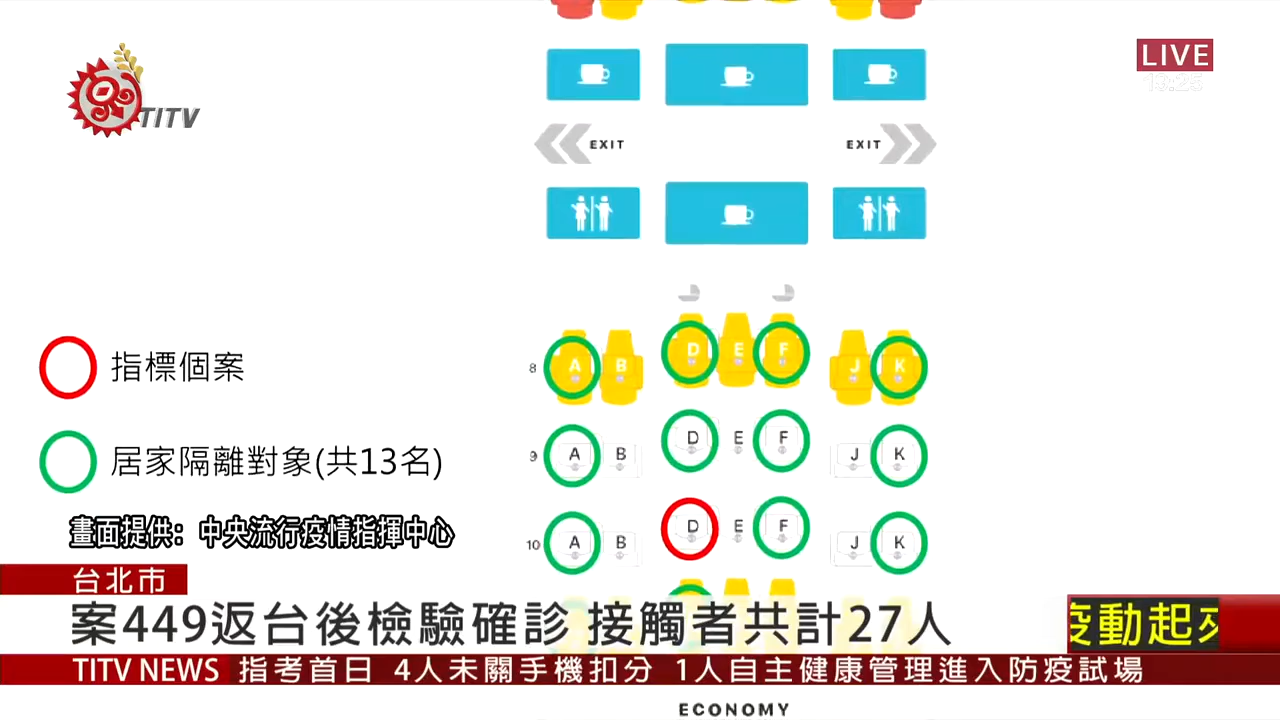 TITV
LIVE
13:25
EXIT
EXIT
指標個案
居家隔離對象(共13名)
畫面提供：中央流行疫情指揮中心
8 A B D E F J K
9 A B D E F J K
10 A B D E F J K
台北市
案449返台後檢驗確診 接觸者共計27人
疫動起來
TITV NEWS 指考首日 4人未關手機扣分 1人自主健康管理進入防疫試場
ECONOMY